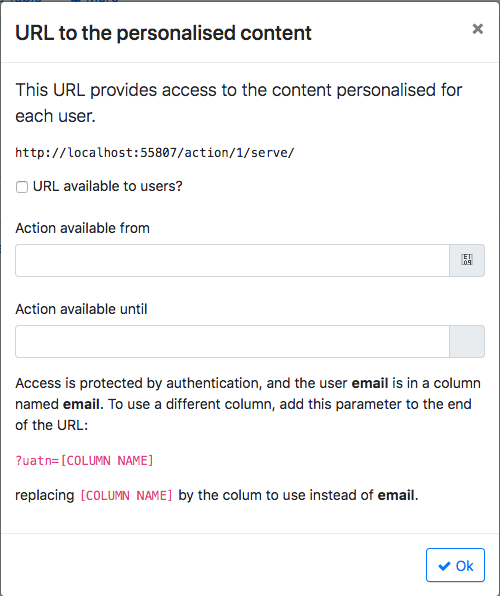 URL to the personalised content
×
This URL provides access to the content personalised for
each user.
http://localhost:55807/action/1/serve/
URL available to users?
Action available from
Action available until
Access is protected by authentication, and the user email is in a column
named email. To use a different column, add this parameter to the end
of the URL:
?uatn=[COLUMN NAME]
replacing [COLUMN NAME] by the colum to use instead of email.
Ok